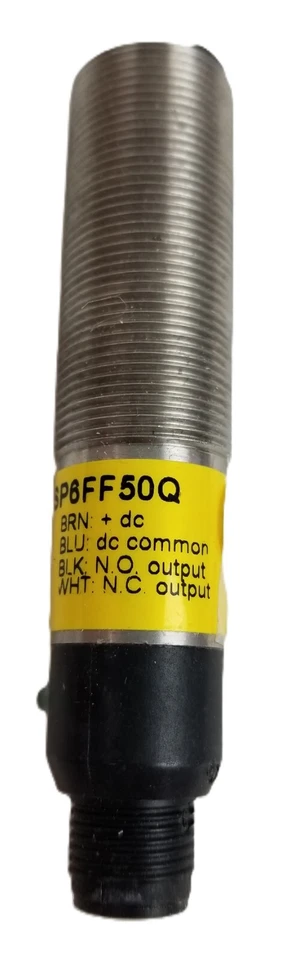 SP6FF50Q
BRN: + dc
BLU: dc common
BLK: N.O. output
WHT: N.C. output